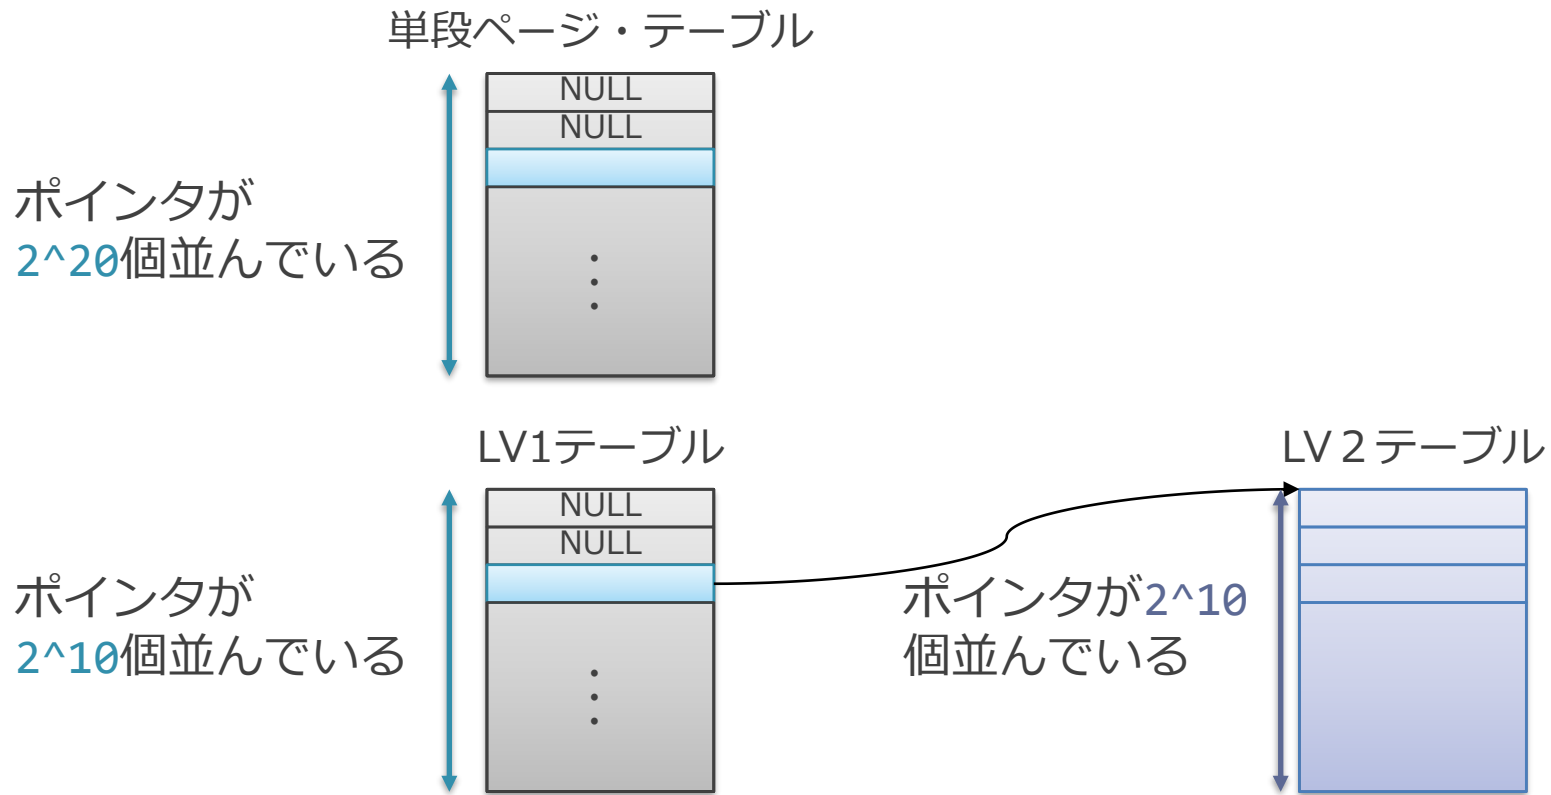 単段ページ・テーブル
NULL
NULL
ポインタが
2^20個並んでいる
LV1テーブル
LV２テーブル
NULL
NULL
ポインタが
2^10個並んでいる
ポインタが2^10
個並んでいる